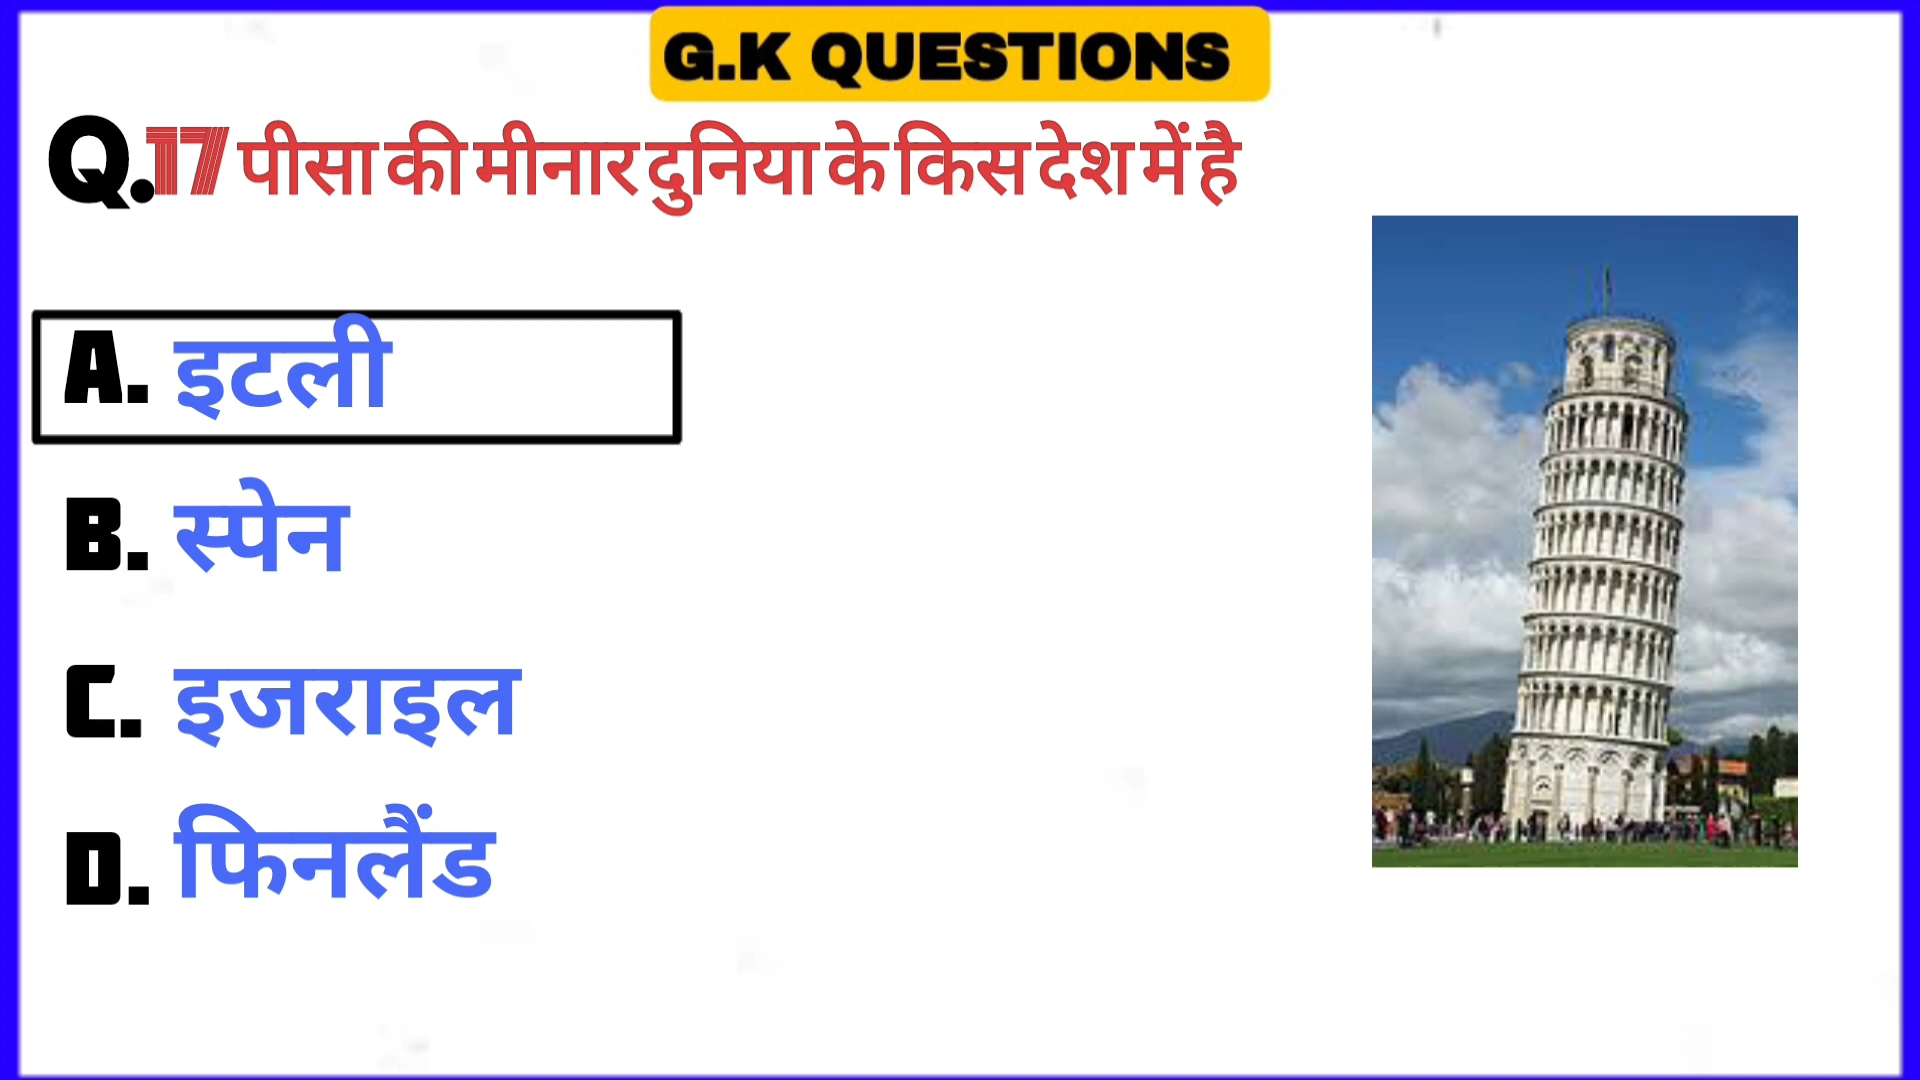 G.K QUESTIONS
Q.17 पीसा की मीनार दुनिया के किस देश में है
A. इटली
B. स्पेन
C. इजराइल
D. फिनलैंड